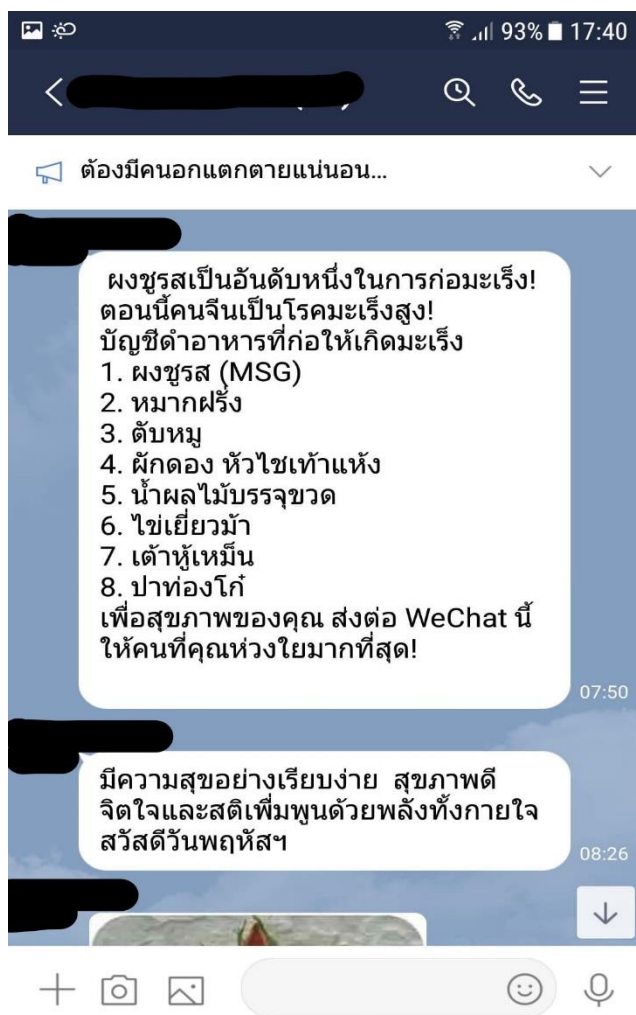 93% 17:40
ต้องมีคนอกแตกตายแน่นอน...
ผงชูรสเป็นอันดับหนึ่งในการก่อมะเร็ง!
ตอนนี้คนจีนเป็นโรคมะเร็งสูง!
บัญชีดำอาหารที่ก่อให้เกิดมะเร็ง
1. ผงชูรส (MSG)
2. หมากฝรั่ง
3. ตับหมู
4. ผักดอง หัวไชเท้าแห้ง
5. น้ำผลไม้บรรจุขวด
6. ไข่เยี่ยวม้า
7. เต้าหู้เหม็น
8. ปาท่องโก๋
เพื่อสุขภาพของคุณ ส่งต่อ WeChat นี้
ให้คนที่คุณห่วงใยมากที่สุด!
07:50
มีความสุขอย่างเรียบง่าย สุขภาพดี
จิตใจและสติเพิ่มพูนด้วยพลังทั้งกายใจ
สวัสดีวันพฤหัสฯ
08:26